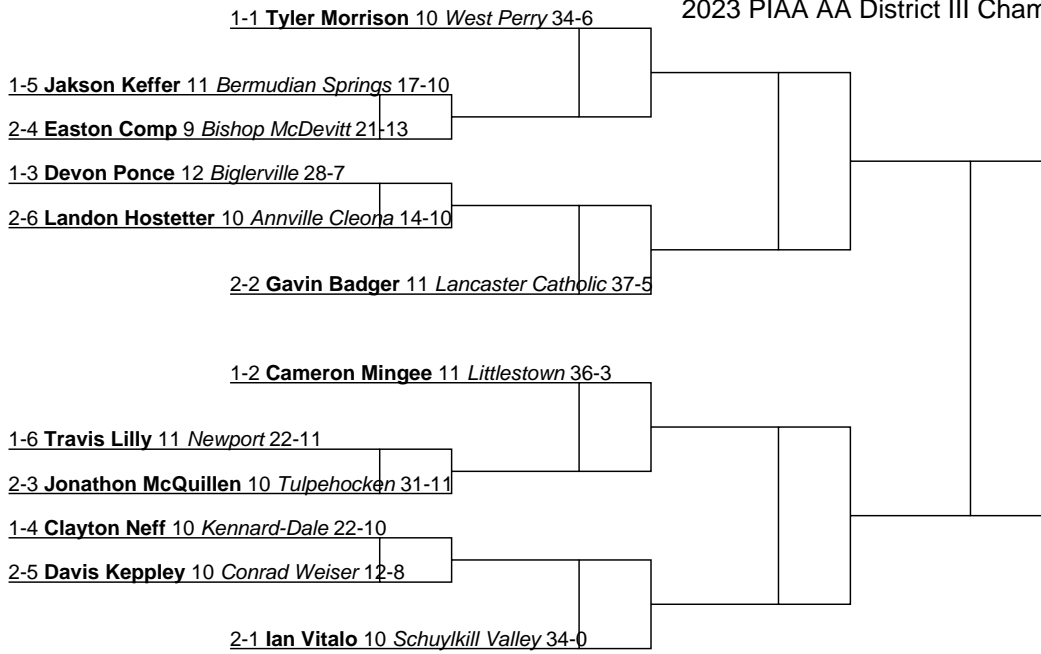 1-1 Tyler Morrison 10 West Perry 34-6
2023 PIAA AA District III Cham
1-5 Jakson Keffer 11 Bermudian Springs 17-10
2-4 Easton Comp 9 Bishop McDevitt 21-13
1-3 Devon Ponce 12 Biglerville 28-7
2-6 Landon Hostetter 10 Annville Cleona 14-10
2-2 Gavin Badger 11 Lancaster Catholic 37-5
1-2 Cameron Mingee 11 Littlestown 36-3
1-6 Travis Lilly 11 Newport 22-11
2-3 Jonathon McQuillen 10 Tulpehocken 31-11
1-4 Clayton Neff 10 Kennard-Dale 22-10
2-5 Davis Keppley 10 Conrad Weiser 12-8
2-1 Ian Vitalo 10 Schuylkill Valley 34-0